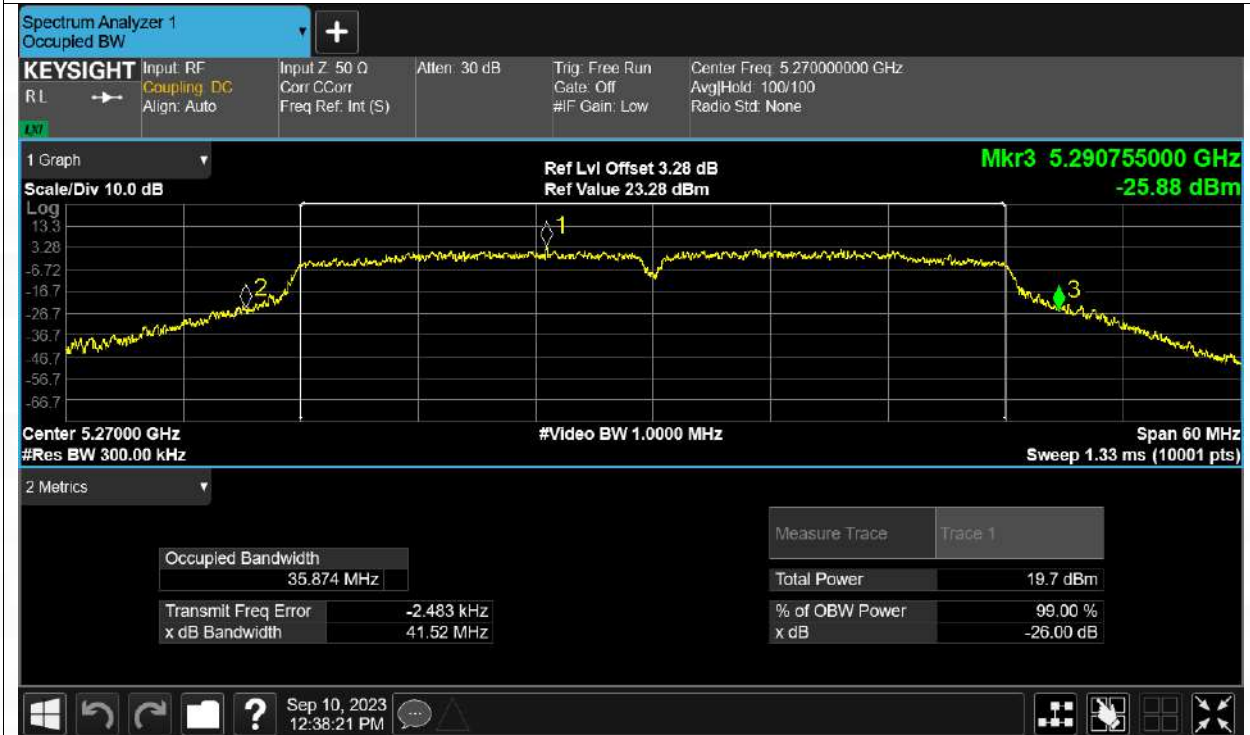 Spectrum Analyzer 1
Occupied BW
+
KEYSIGHT Input: RF Input Z: 50 Ω Atten: 30 dB Trig: Free Run Center Freq: 5.270000000 GHz
RL Coupling: DC Corr CCorr Gate: Off Avg|Hold: 100/100
Align: Auto Freq Ref: Int (S) #IF Gain: Low Radio Std: None
LXI
1 Graph Ref Lvl Offset 3.28 dB Mkr3 5.290755000 GHz
Scale/Div 10.0 dB Ref Value 23.28 dBm -25.88 dBm
Log
13.3
3.28
-6.72
-16.7
-26.7
-36.7
-46.7
-56.7
-66.7
1
2
3
Center 5.27000 GHz #Video BW 1.0000 MHz Span 60 MHz
#Res BW 300.00 kHz Sweep 1.33 ms (10001 pts)
2 Metrics
Measure Trace Trace 1
Occupied Bandwidth
35.874 MHz Total Power 19.7 dBm
Transmit Freq Error -2.483 kHz % of OBW Power 99.00 %
x dB Bandwidth 41.52 MHz x dB -26.00 dB
? Sep 10, 2023
12:38:21 PM